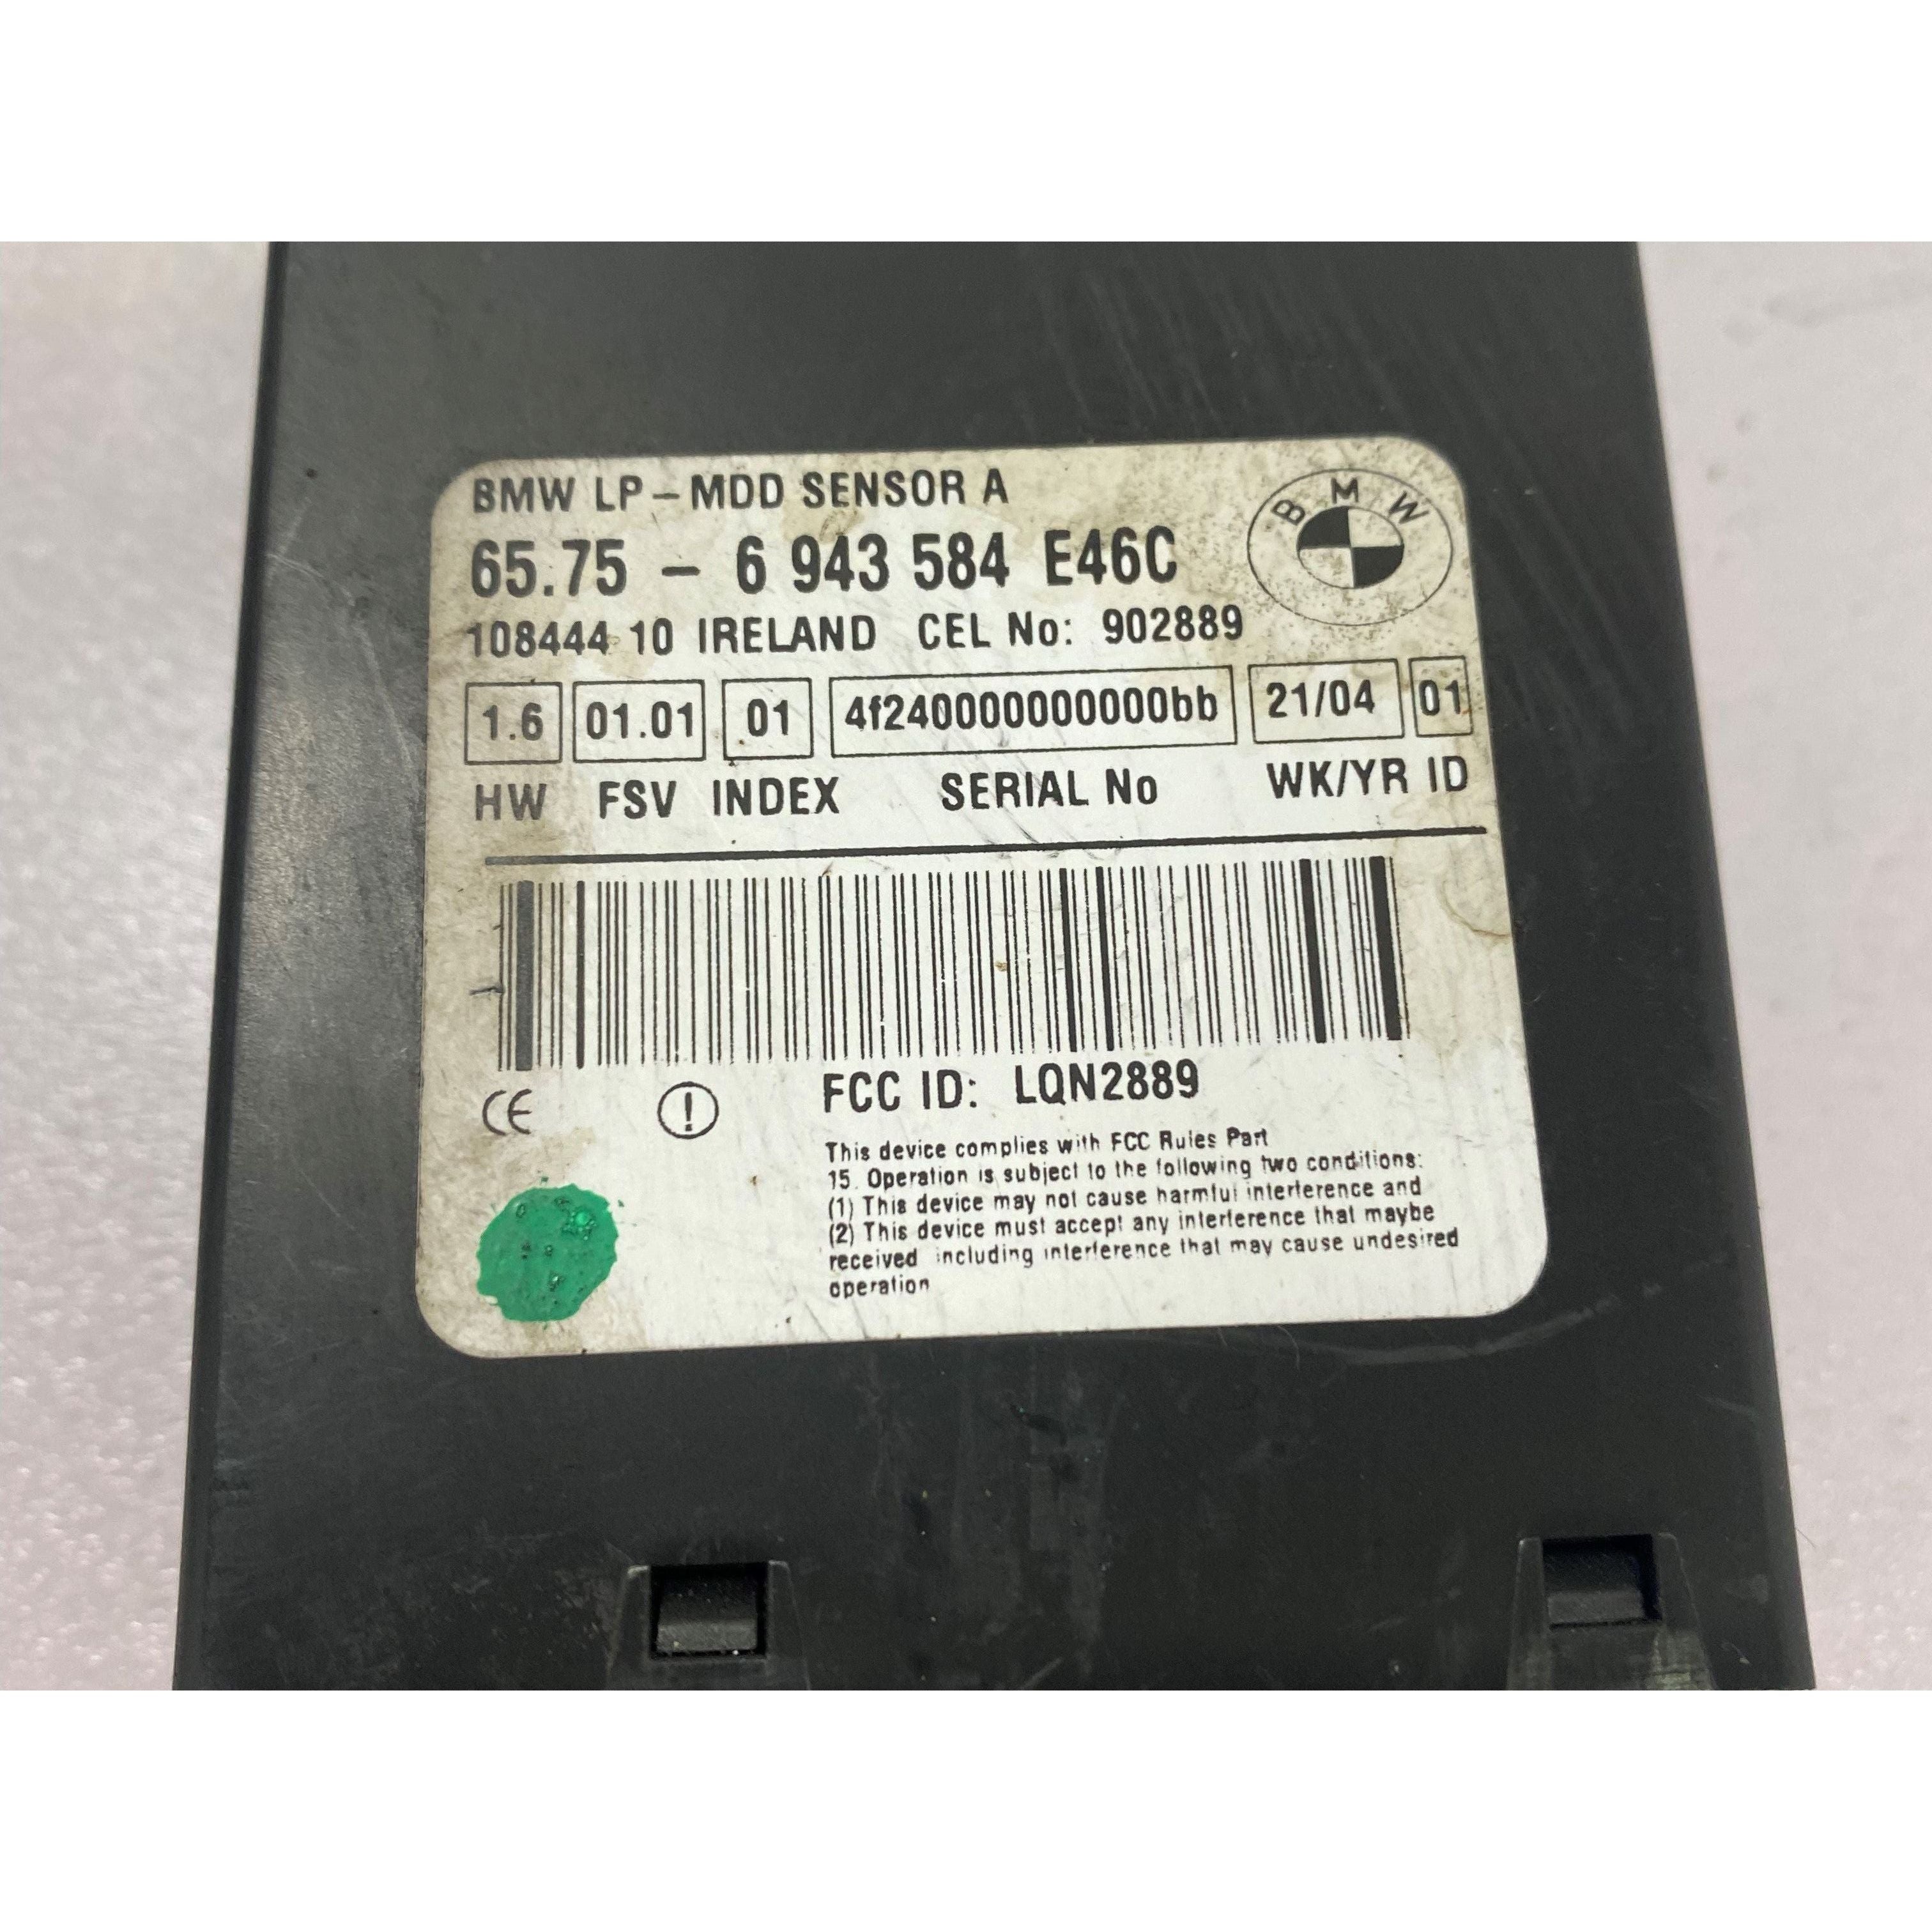 BMW LP-MDD SENSOR A
BMW
65.75 - 6 943 584 E46C
108444 10 IRELAND CEL No: 902889
1.6 01.01 01 4f240000000000bb 21/04 01
HW FSV INDEX SERIAL No WK/YR ID
CE ! FCC ID: LQN2889
This device complies with FCC Rules Part
15. Operation is subject to the following two conditions:
(1) This device may not cause harmful interference and
(2) This device must accept any interference that maybe
received including interference that may cause undesired
operation